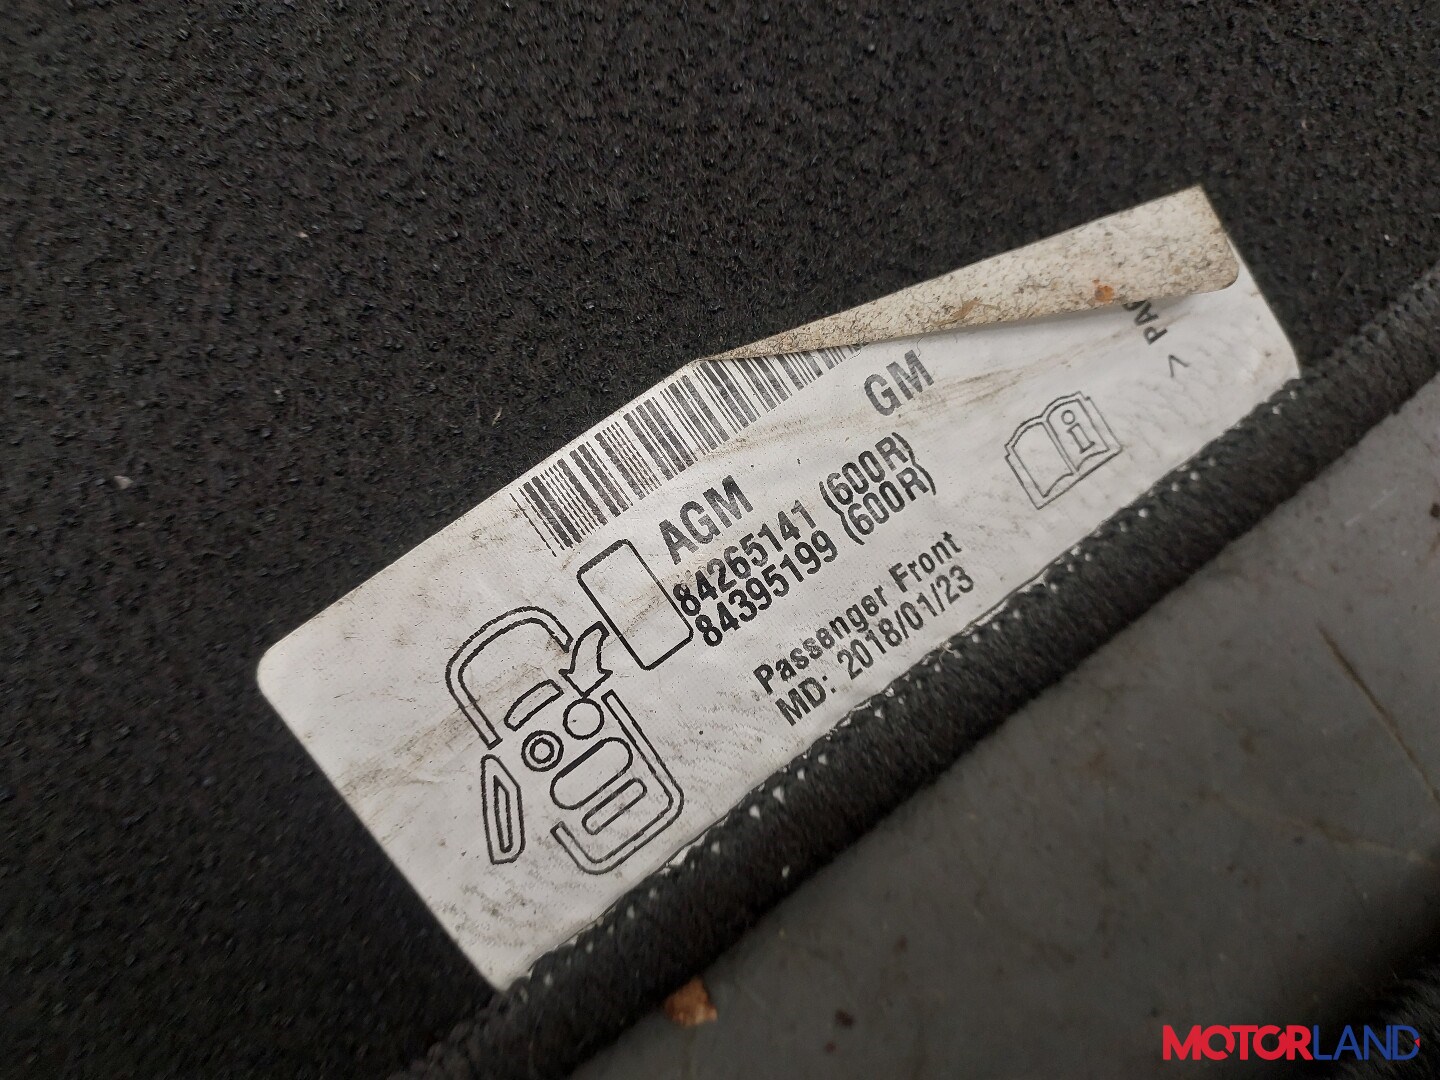 GM
AGM
84265141 (600R)
84395199 (600R)
Passenger Front
MD: 2018/01/23
MOTORLAND